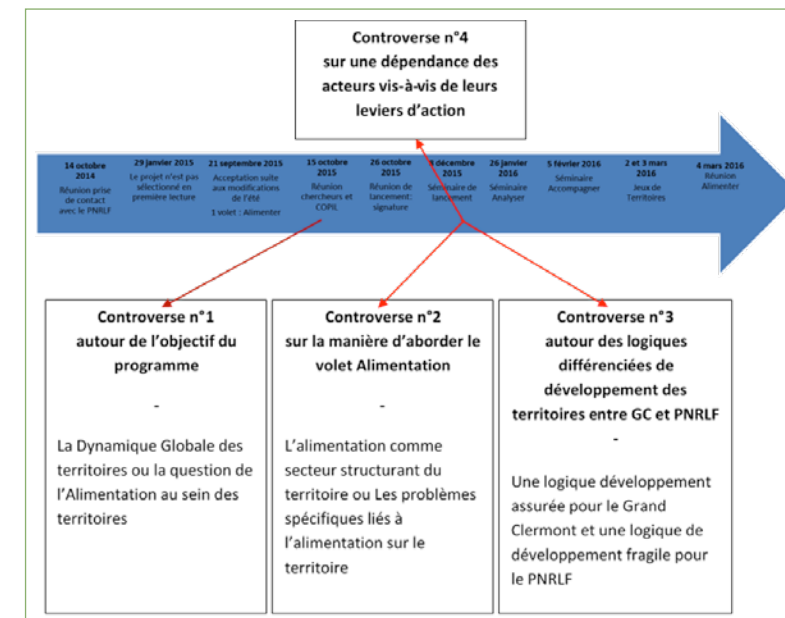 Controverse n°4
sur une dépendance des
acteurs vis-à-vis de leurs
leviers d'action
14 octobre
2014
Réunion prise
de contact
avec le PNRLF
29 janvier 2015
Le projet n'est pas
sélectionné en
première lecture
21 septembre 2015
Acceptation suite
aux modifications
de l'été
1 volet : Alimenter
15 octobre
2015
Réunion
chercheurs et
COPIL
26 octobre
2015
Réunion de
lancement:
signature
décembre
2015
Séminaire de
lancement
26 janvier
2016
Séminaire
Analyser
5 février 2016
Séminaire
Accompagner
2 et 3 mars
2016
Jeux de
Territoires
4 mars 2016
Réunion
Alimenter
Controverse n°1
autour de l'objectif du
programme
-
La Dynamique Globale des
territoires ou la question de
l'Alimentation au sein des
territoires
Controverse n°2
sur la manière d'aborder le
volet Alimentation
-
L'alimentation comme
secteur structurant du
territoire ou Les problèmes
spécifiques liés à
l'alimentation sur le
territoire
Controverse n°3
autour des logiques
différenciées de
développement des
territoires entre GC et PNRLF
-
Une logique développement
assurée pour le Grand
Clermont et une logique de
développement fragile pour
le PNRLF